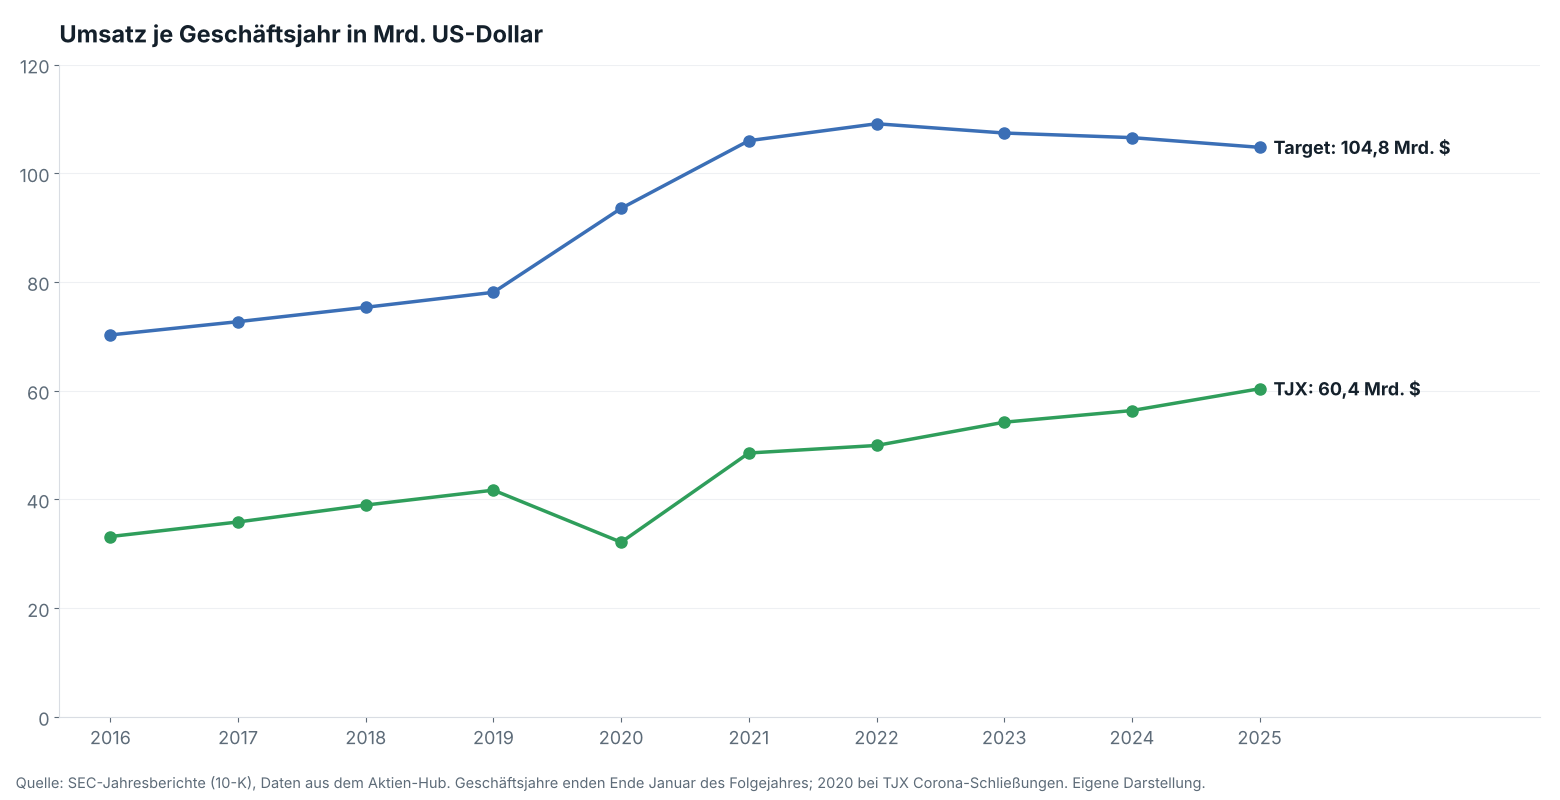 Umsatz je Geschäftsjahr in Mrd. US-Dollar
120
100
80
60
40
20
0
Target: 104,8 Mrd. $
TJX: 60,4 Mrd. $
2016 2017 2018 2019 2020 2021 2022 2023 2024 2025
Quelle: SEC-Jahresberichte (10-K), Daten aus dem Aktien-Hub. Geschäftsjahre enden Ende Januar des Folgejahres; 2020 bei TJX Corona-Schließungen. Eigene Darstellung.